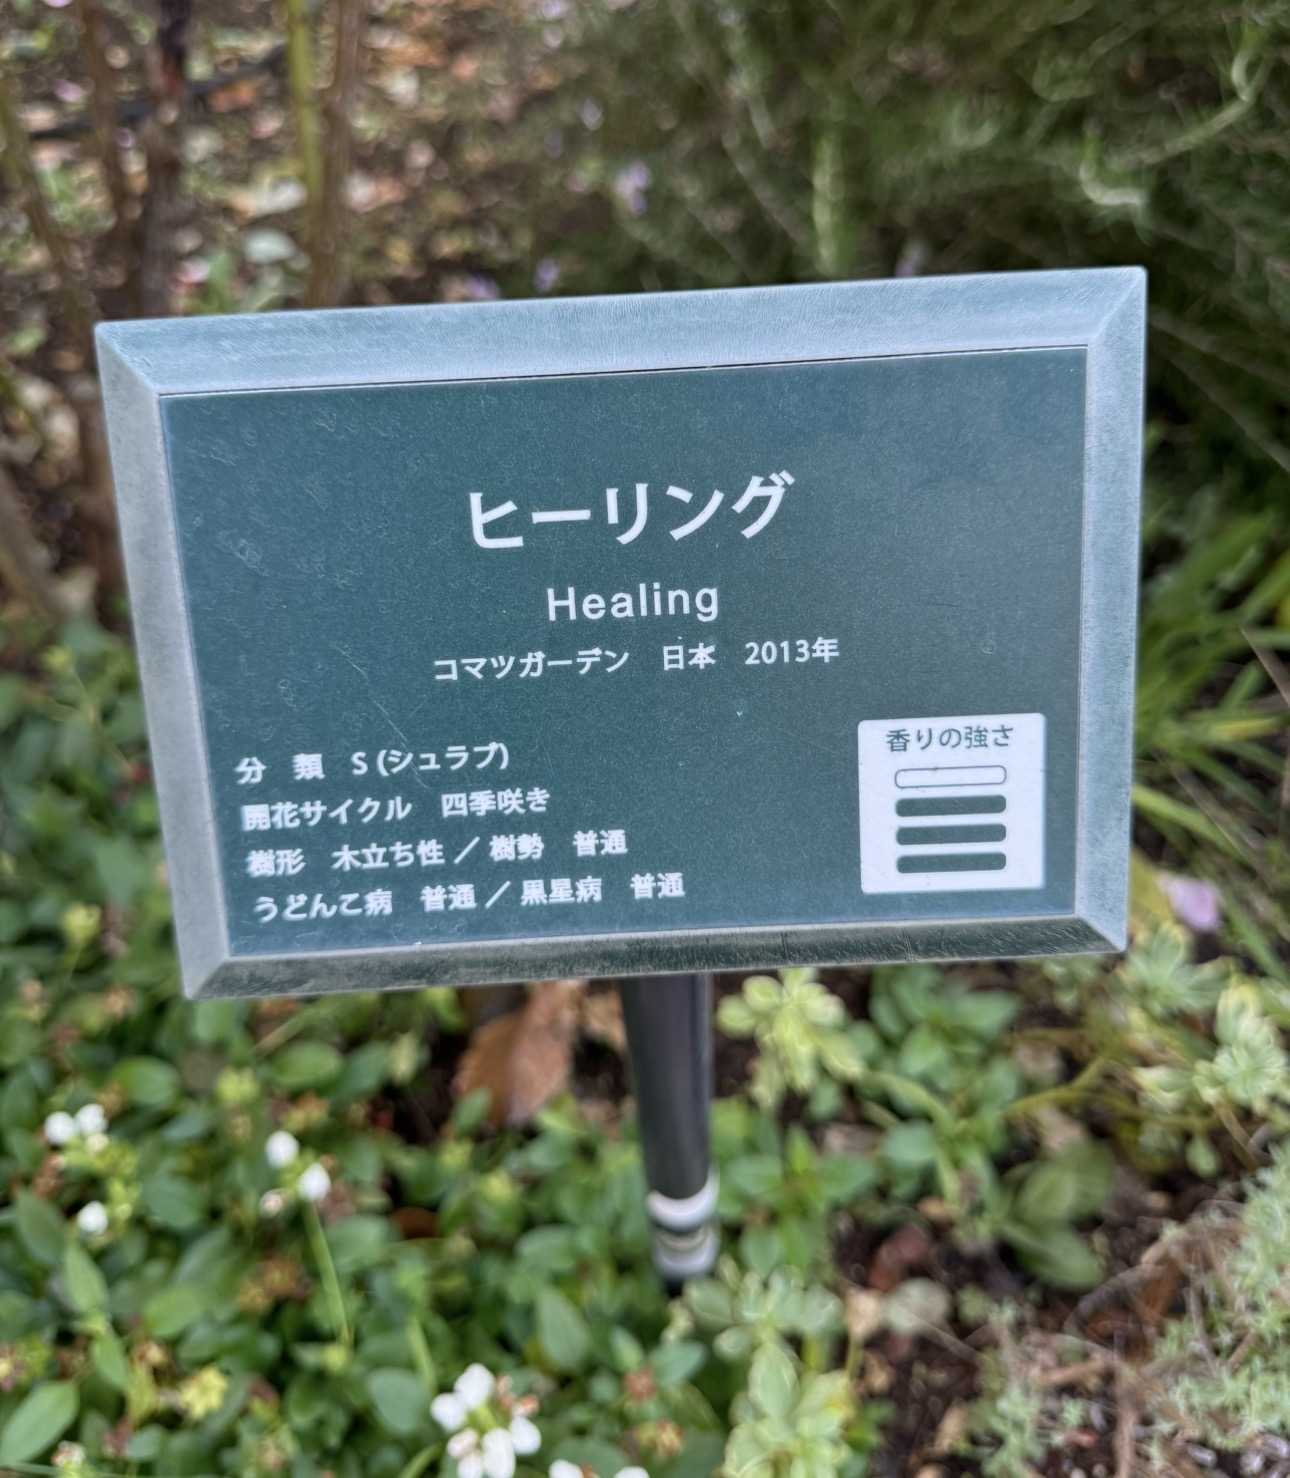 ヒーリング
Healing
コマツガーデン　日本　2013年
分　類　S (シュラブ)
開花サイクル　四季咲き
樹形　木立ち性 ／ 樹勢　普通
うどんこ病　普通 ／ 黒星病　普通
香りの強さ